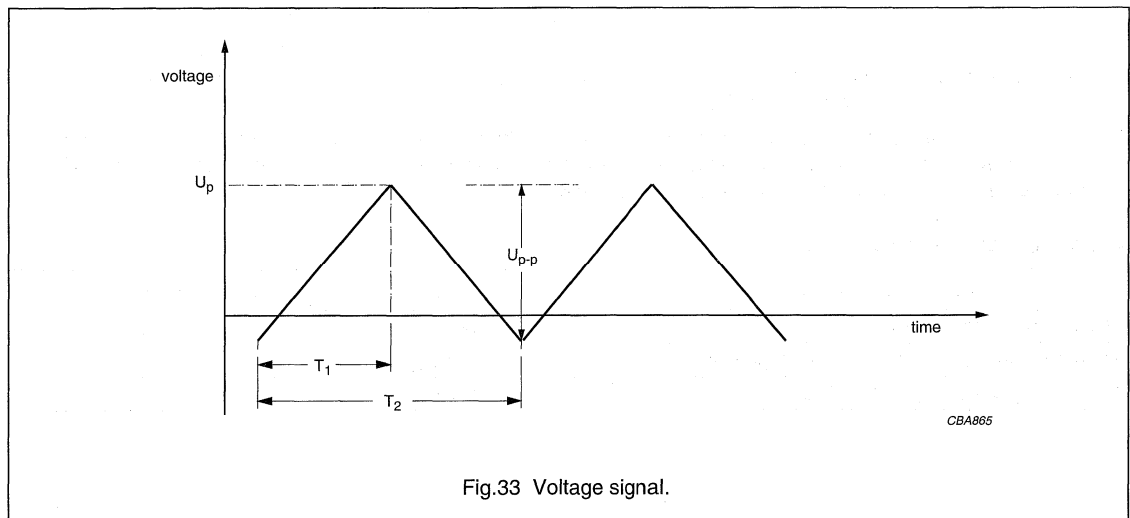 voltage
Up
Up-p
time
T1
T2
CBA865
Fig.33 Voltage signal.